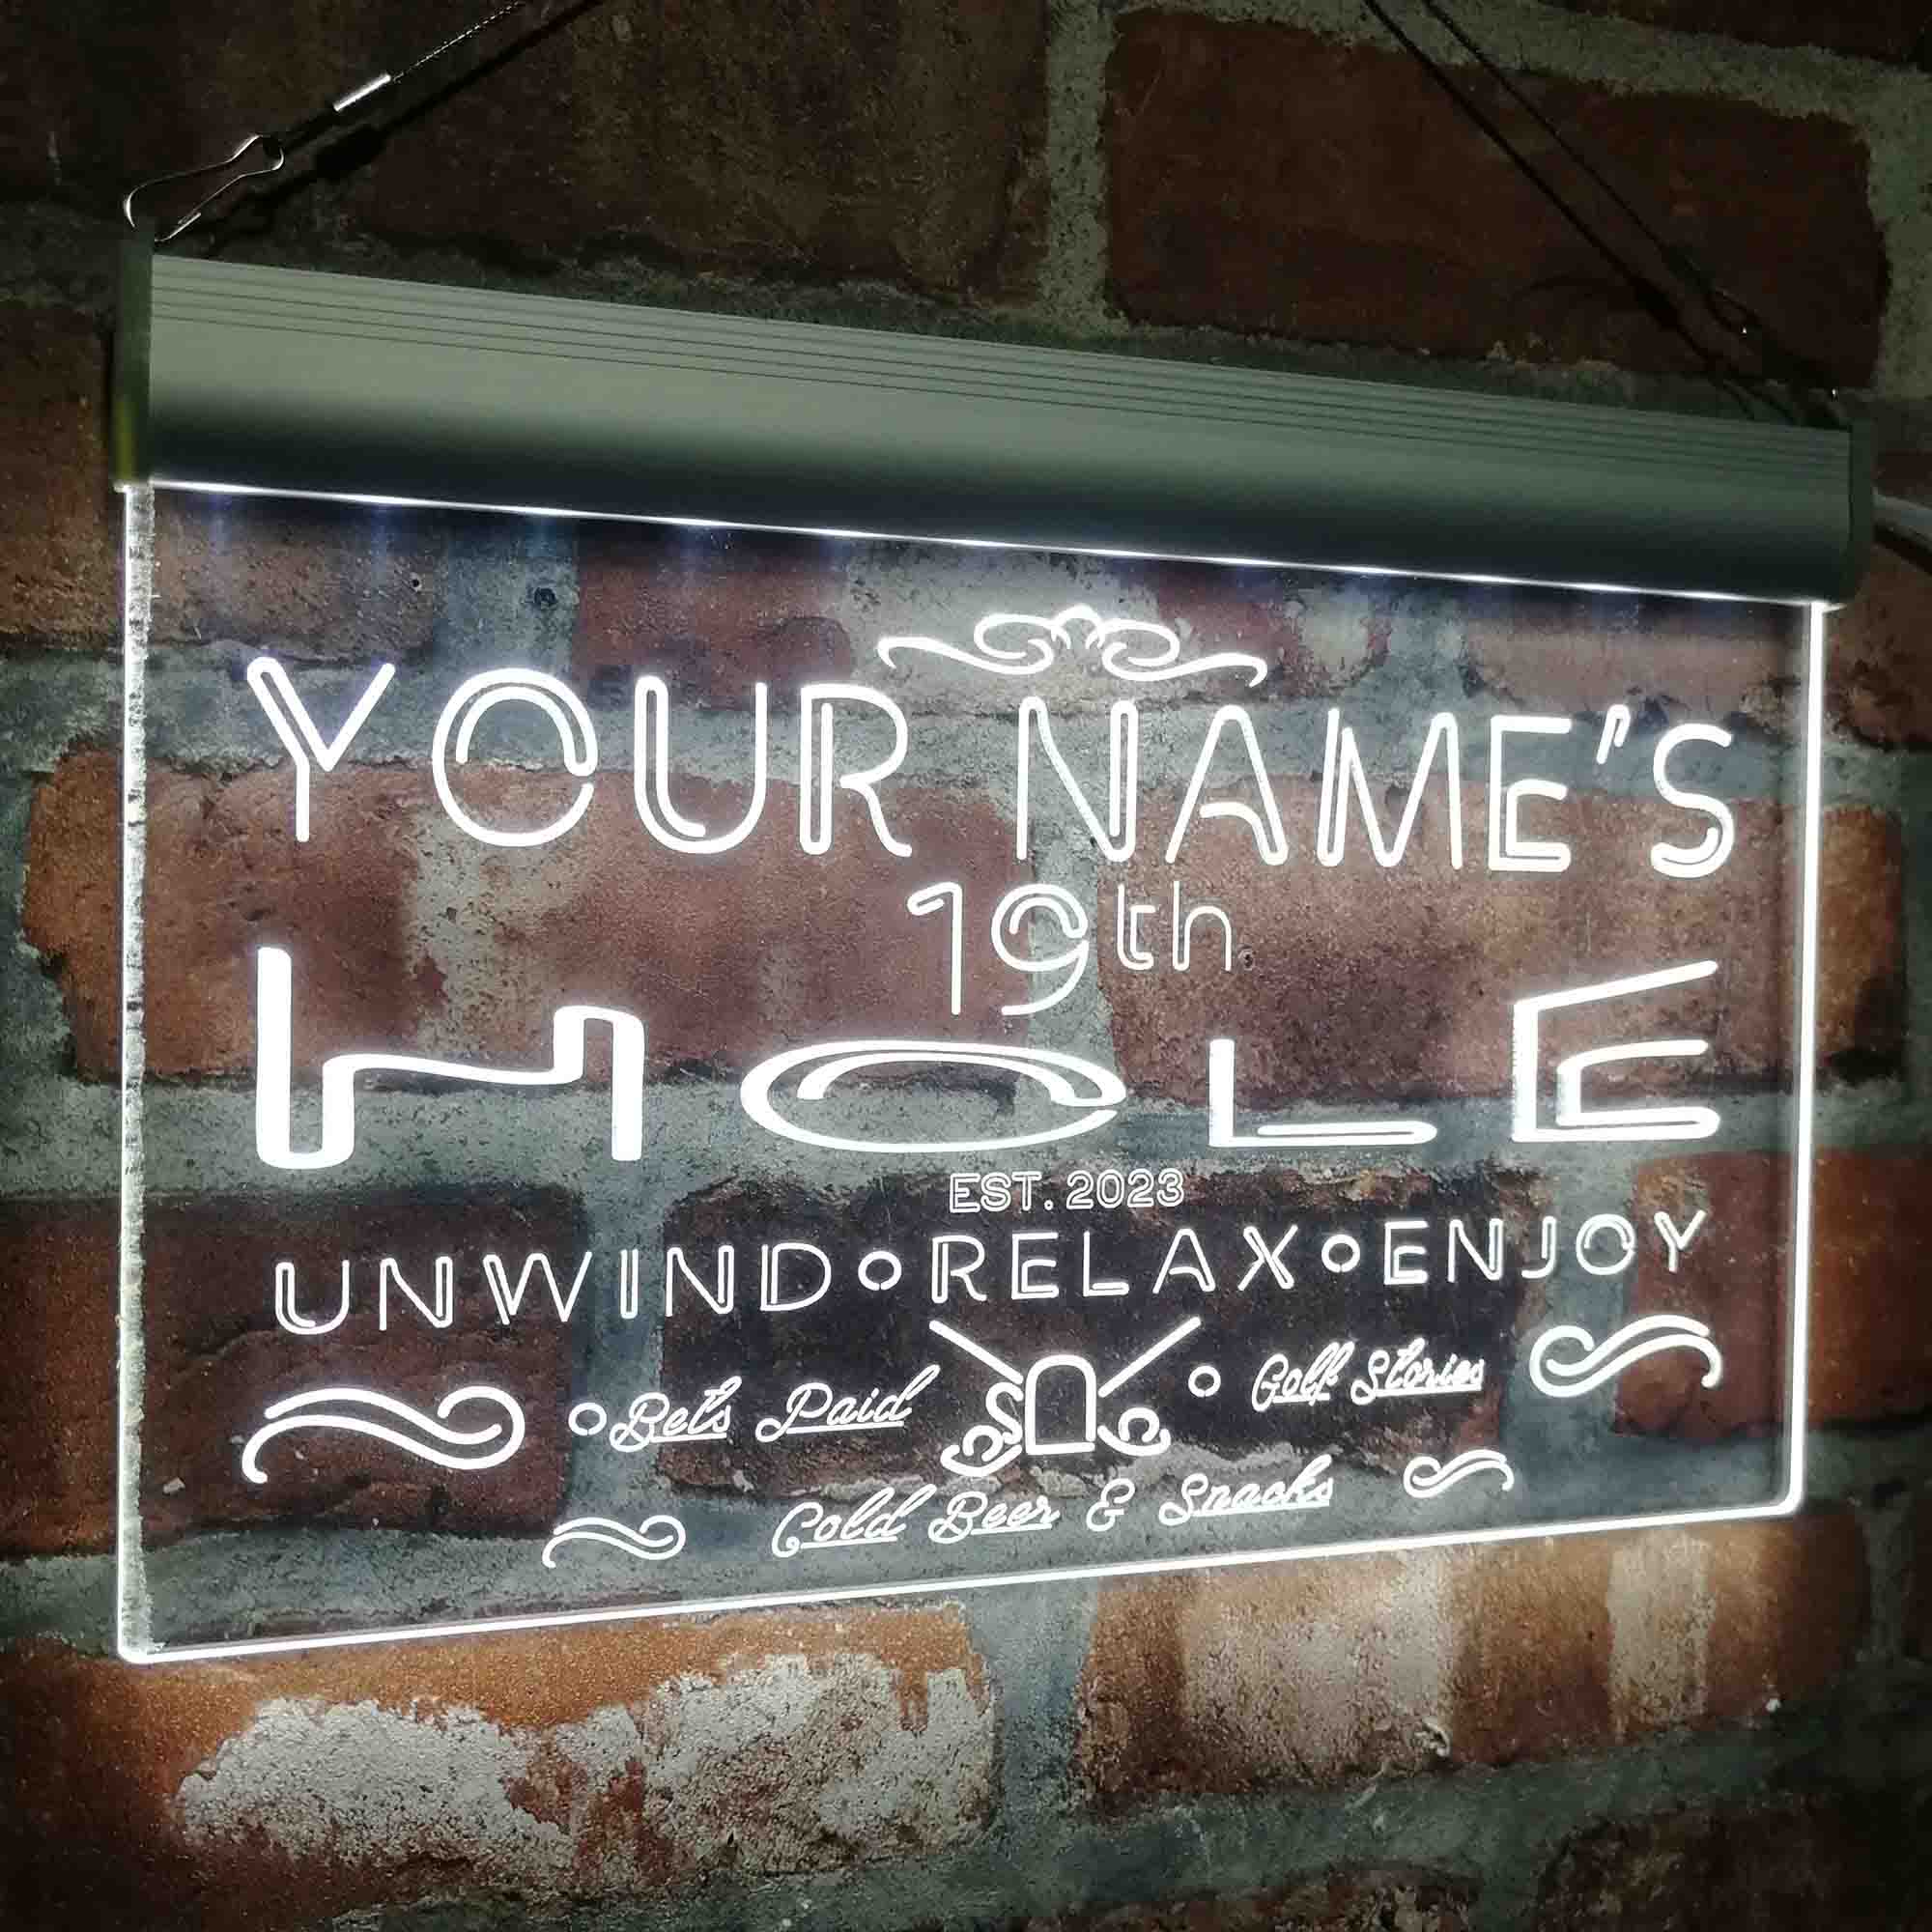 YOUR NAME'S
19th
HOLE
EST. 2023
UNWIND•RELAX•ENJOY
Bets Paid
Golf Stories
Cold Beer & Snacks